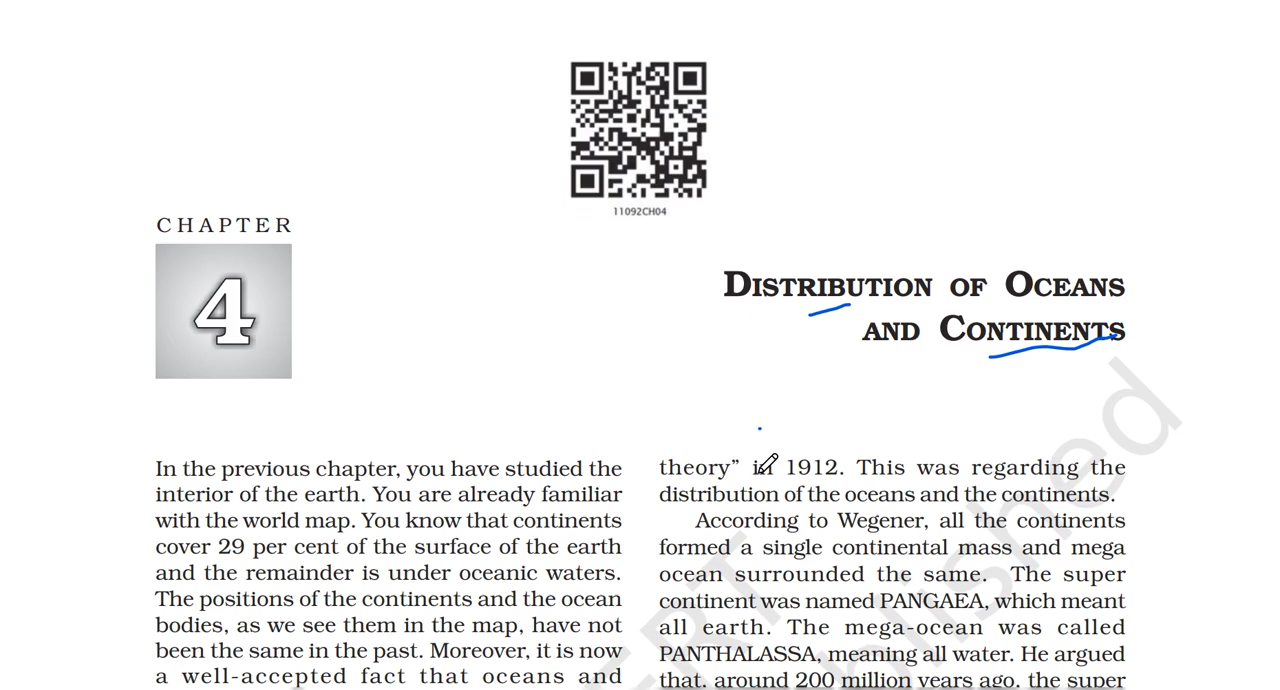 11092CH04
CHAPTER
4
DISTRIBUTION OF OCEANS
AND CONTINENTS
In the previous chapter, you have studied the
interior of the earth. You are already familiar
with the world map. You know that continents
cover 29 per cent of the surface of the earth
and the remainder is under oceanic waters.
The positions of the continents and the ocean
bodies, as we see them in the map, have not
been the same in the past. Moreover, it is now
a well-accepted fact that oceans and
theory” in 1912. This was regarding the
distribution of the oceans and the continents.
According to Wegener, all the continents
formed a single continental mass and mega
ocean surrounded the same. The super
continent was named PANGAEA, which meant
all earth. The mega-ocean was called
PANTHALASSA, meaning all water. He argued
that, around 200 million years ago, the super